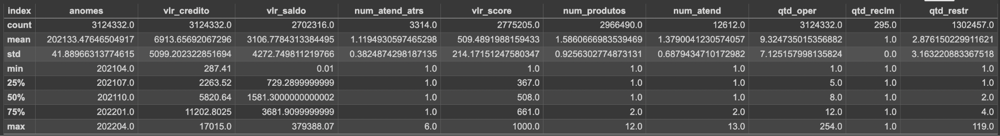 index anomes vlr_credito vlr_saldo num_atend_atrs vlr_score num_produtos num_atend qtd_oper qtd_reclm qtd_restr
count 3124332.0 3124332.0 2702316.0 3314.0 2775205.0 2966490.0 12612.0 3124332.0 295.0 1302457.0
mean 202133.47646504917 6913.65692067296 3106.7784313384495 1.1194930597465298 509.4891988159433 1.5860666983539469 1.3790041230574057 9.324735015356882 1.0 2.876150229911621
std 41.88966313774615 5099.202322851694 4272.749811219766 0.3824874298187135 214.17151247580347 0.9256302774873131 0.6879434710172982 7.125157998135824 0.0 3.163220883367518
min 202104.0 287.41 0.01 1.0 1.0 1.0 1.0 1.0 1.0 1.0
25% 202107.0 2263.52 729.2899999999 1.0 367.0 1.0 1.0 5.0 1.0 1.0
50% 202110.0 5820.64 1581.3000000000002 1.0 508.0 1.0 1.0 8.0 1.0 2.0
75% 202201.0 11202.8025 3681.9099999999 1.0 661.0 2.0 2.0 12.0 1.0 4.0
max 202204.0 17015.0 379388.07 6.0 1000.0 12.0 13.0 254.0 1.0 119.0